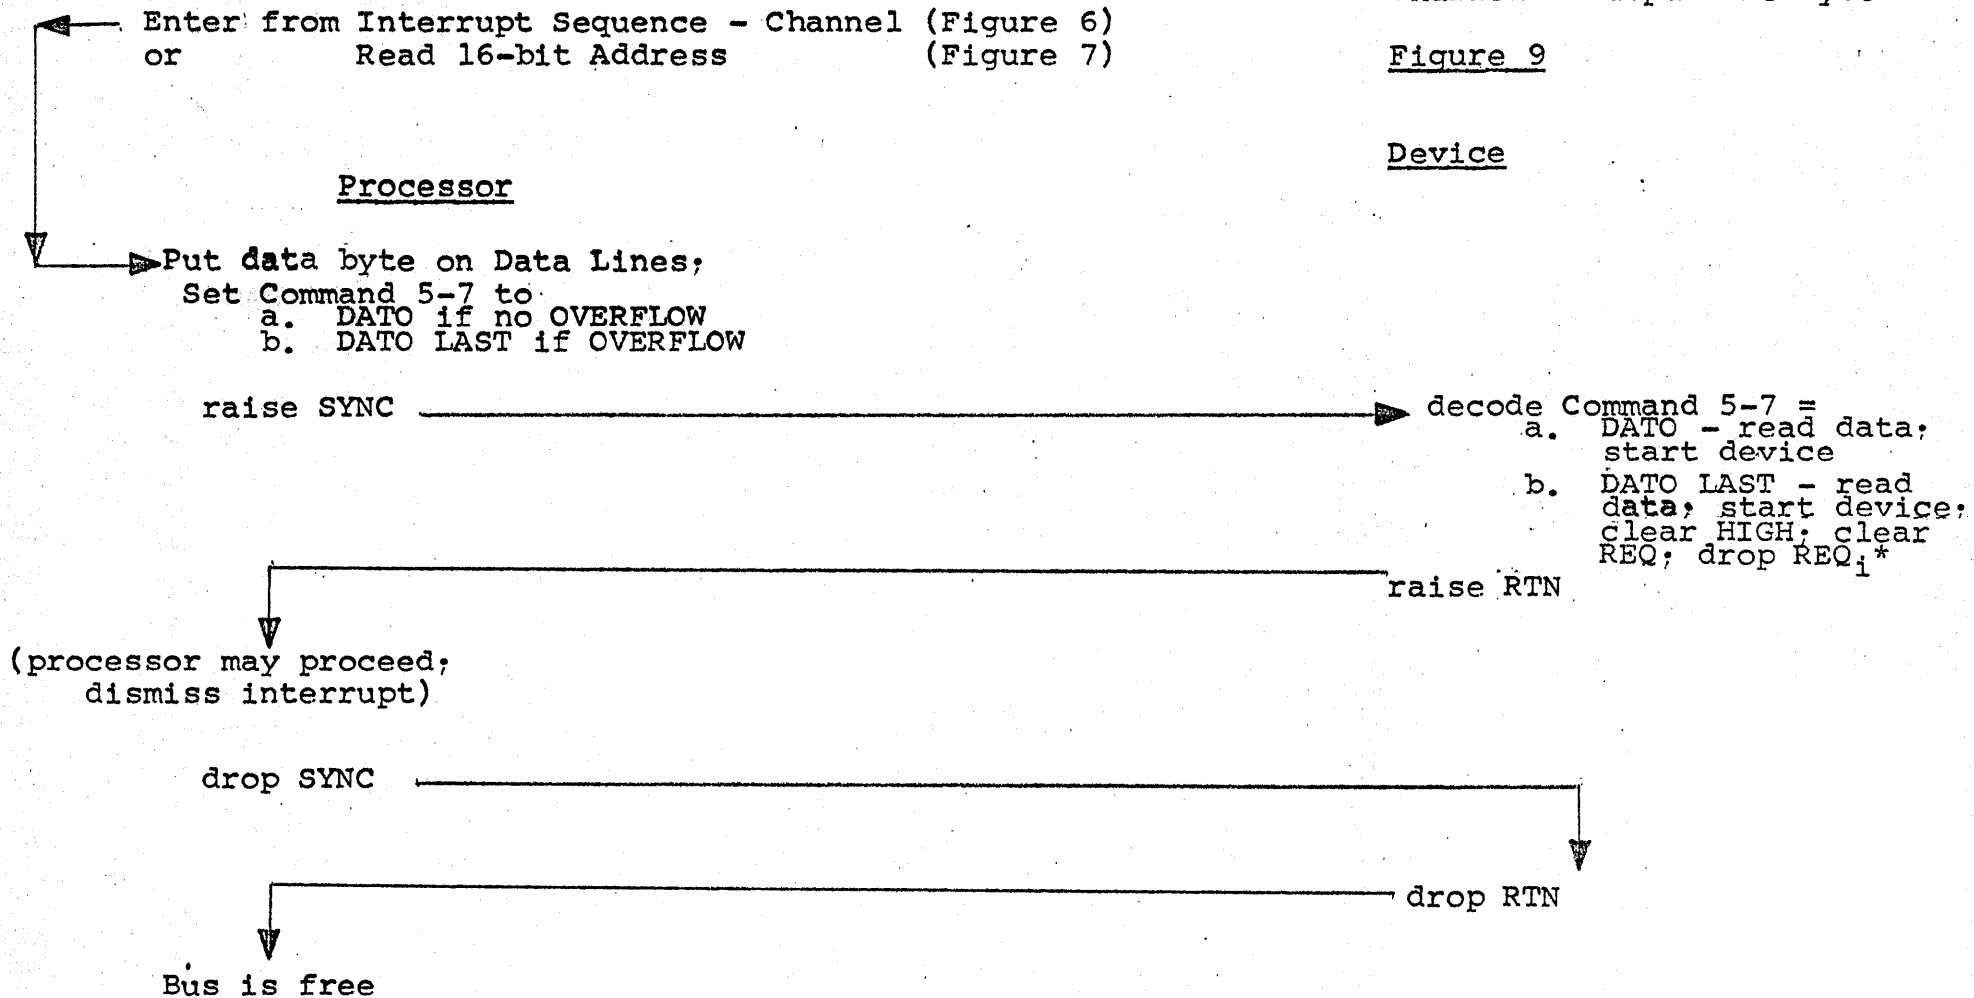 Enter from Interrupt Sequence - Channel (Figure 6)
or Read 16-bit Address (Figure 7)
Figure 9
Device
Processor
Put data byte on Data Lines;
Set Command 5-7 to
a. DATO if no OVERFLOW
b. DATO LAST if OVERFLOW
raise SYNC
decode Command 5-7 =
a. DATO - read data;
start device
b. DATO LAST - read
data; start device;
clear HIGH; clear
REQ; drop REQi*
raise RTN
(processor may proceed;
dismiss interrupt)
drop SYNC
drop RTN
Bus is free